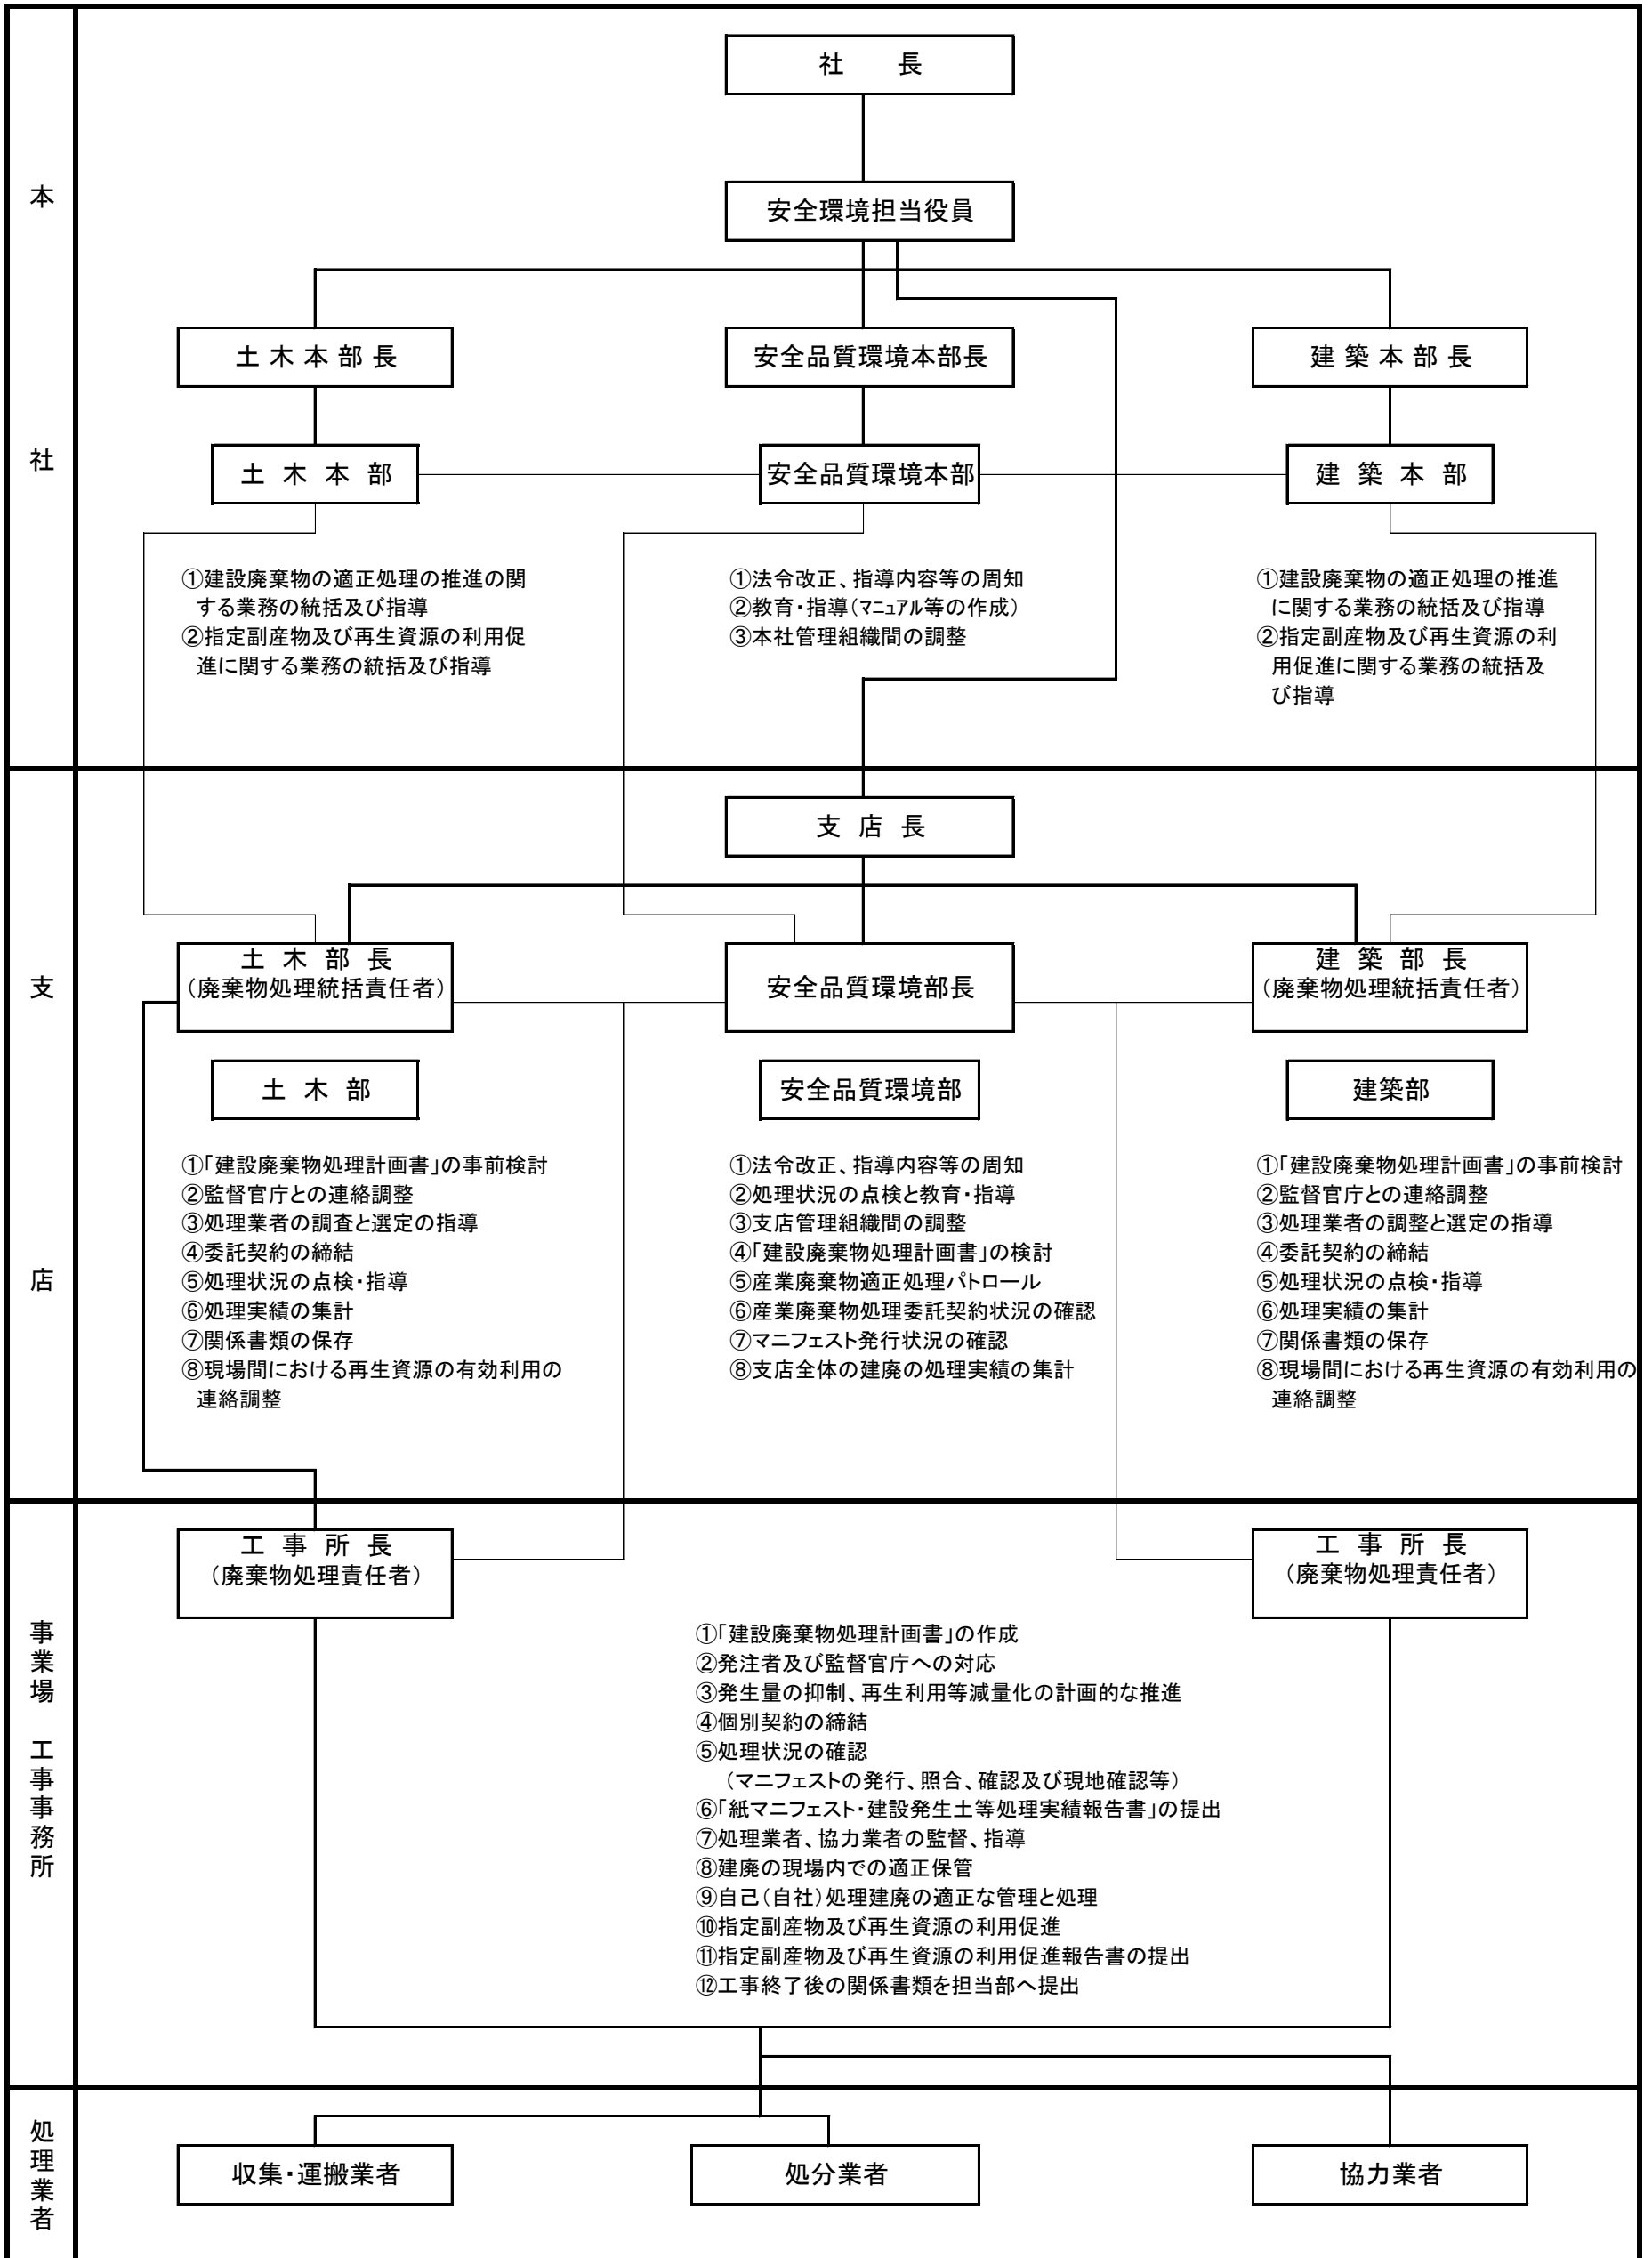 本社
社　長
安全環境担当役員
土木本部長
安全品質環境本部長
建築本部長
土木本部
安全品質環境本部
建築本部
①建設廃棄物の適正処理の推進の関
する業務の統括及び指導
②指定副産物及び再生資源の利用促
進に関する業務の統括及び指導
①法令改正、指導内容等の周知
②教育・指導（マニュアル等の作成）
③本社管理組織間の調整
①建設廃棄物の適正処理の推進
に関する業務の統括及び指導
②指定副産物及び再生資源の利
用促進に関する業務の統括及
び指導
支店
支店長
土木部長
（廃棄物処理統括責任者）
安全品質環境部長
建築部長
（廃棄物処理統括責任者）
土木部
安全品質環境部
建築部
①「建設廃棄物処理計画書」の事前検討
②監督官庁との連絡調整
③処理業者の調査と選定の指導
④委託契約の締結
⑤処理状況の点検・指導
⑥処理実績の集計
⑦関係書類の保存
⑧現場間における再生資源の有効利用の
連絡調整
①法令改正、指導内容等の周知
②処理状況の点検と教育・指導
③支店管理組織間の調整
④「建設廃棄物処理計画書」の検討
⑤産業廃棄物適正処理パトロール
⑥産業廃棄物処理委託契約状況の確認
⑦マニフェスト発行状況の確認
⑧支店全体の建廃の処理実績の集計
①「建設廃棄物処理計画書」の事前検討
②監督官庁との連絡調整
③処理業者の調整と選定の指導
④委託契約の締結
⑤処理状況の点検・指導
⑥処理実績の集計
⑦関係書類の保存
⑧現場間における再生資源の有効利用の
連絡調整
事業場　工事事務所
工事所長
（廃棄物処理責任者）
工事所長
（廃棄物処理責任者）
①「建設廃棄物処理計画書」の作成
②発注者及び監督官庁への対応
③発生量の抑制、再生利用等減量化の計画的な推進
④個別契約の締結
⑤処理状況の確認
（マニフェストの発行、照合、確認及び現地確認等）
⑥「紙マニフェスト・建設発生土等処理実績報告書」の提出
⑦処理業者、協力業者の監督、指導
⑧建廃の現場内での適正保管
⑨自己（自社）処理建廃の適正な管理と処理
⑩指定副産物及び再生資源の利用促進
⑪指定副産物及び再生資源の利用促進報告書の提出
⑫工事終了後の関係書類を担当部へ提出
処理業者
収集・運搬業者
処分業者
協力業者